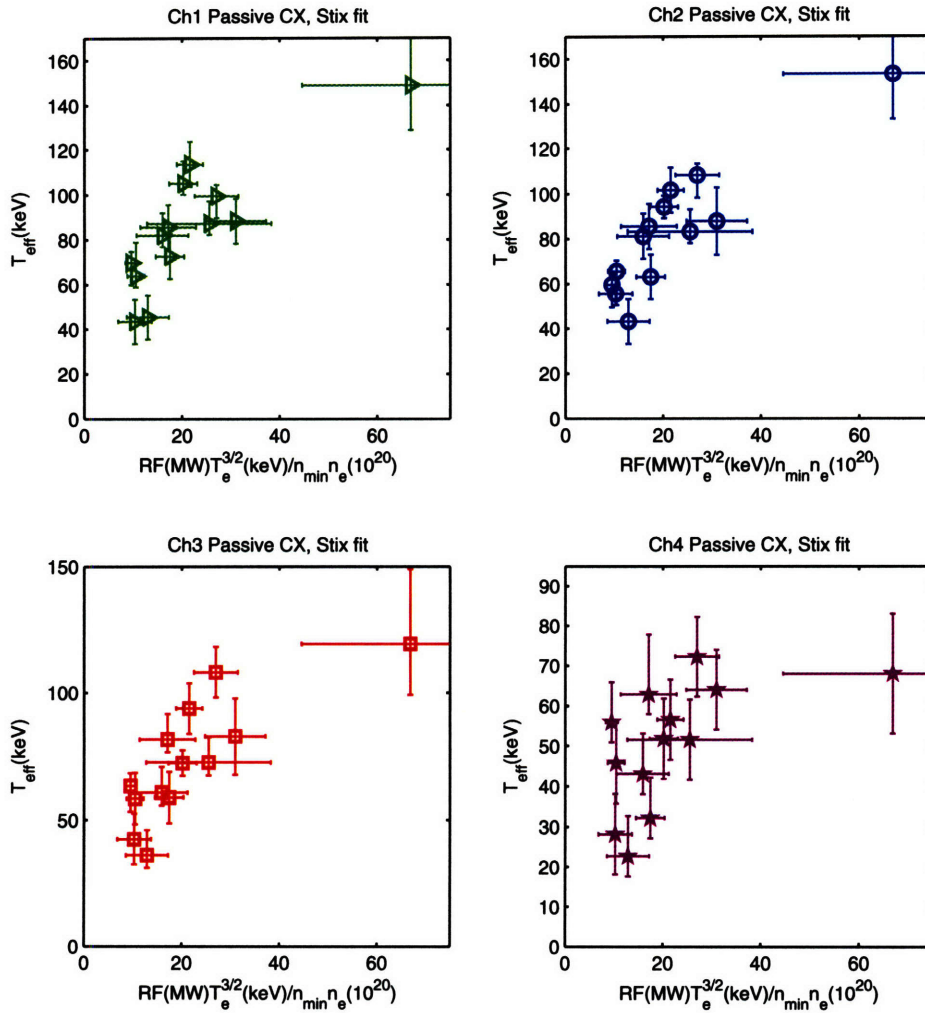 Ch1 Passive CX, Stix fit
160
140
120
100
80
60
40
20
0
T_eff(keV)
0 20 40 60
RF(MW)T_e^{3/2}(keV)/n_min n_e(10^{20})
Ch2 Passive CX, Stix fit
160
140
120
100
80
60
40
20
0
T_eff(keV)
0 20 40 60
RF(MW)T_e^{3/2}(keV)/n_min n_e(10^{20})
Ch3 Passive CX, Stix fit
150
100
50
0
T_eff(keV)
0 20 40 60
RF(MW)T_e^{3/2}(keV)/n_min n_e(10^{20})
Ch4 Passive CX, Stix fit
90
80
70
60
50
40
30
20
10
0
T_eff(keV)
0 20 40 60
RF(MW)T_e^{3/2}(keV)/n_min n_e(10^{20})